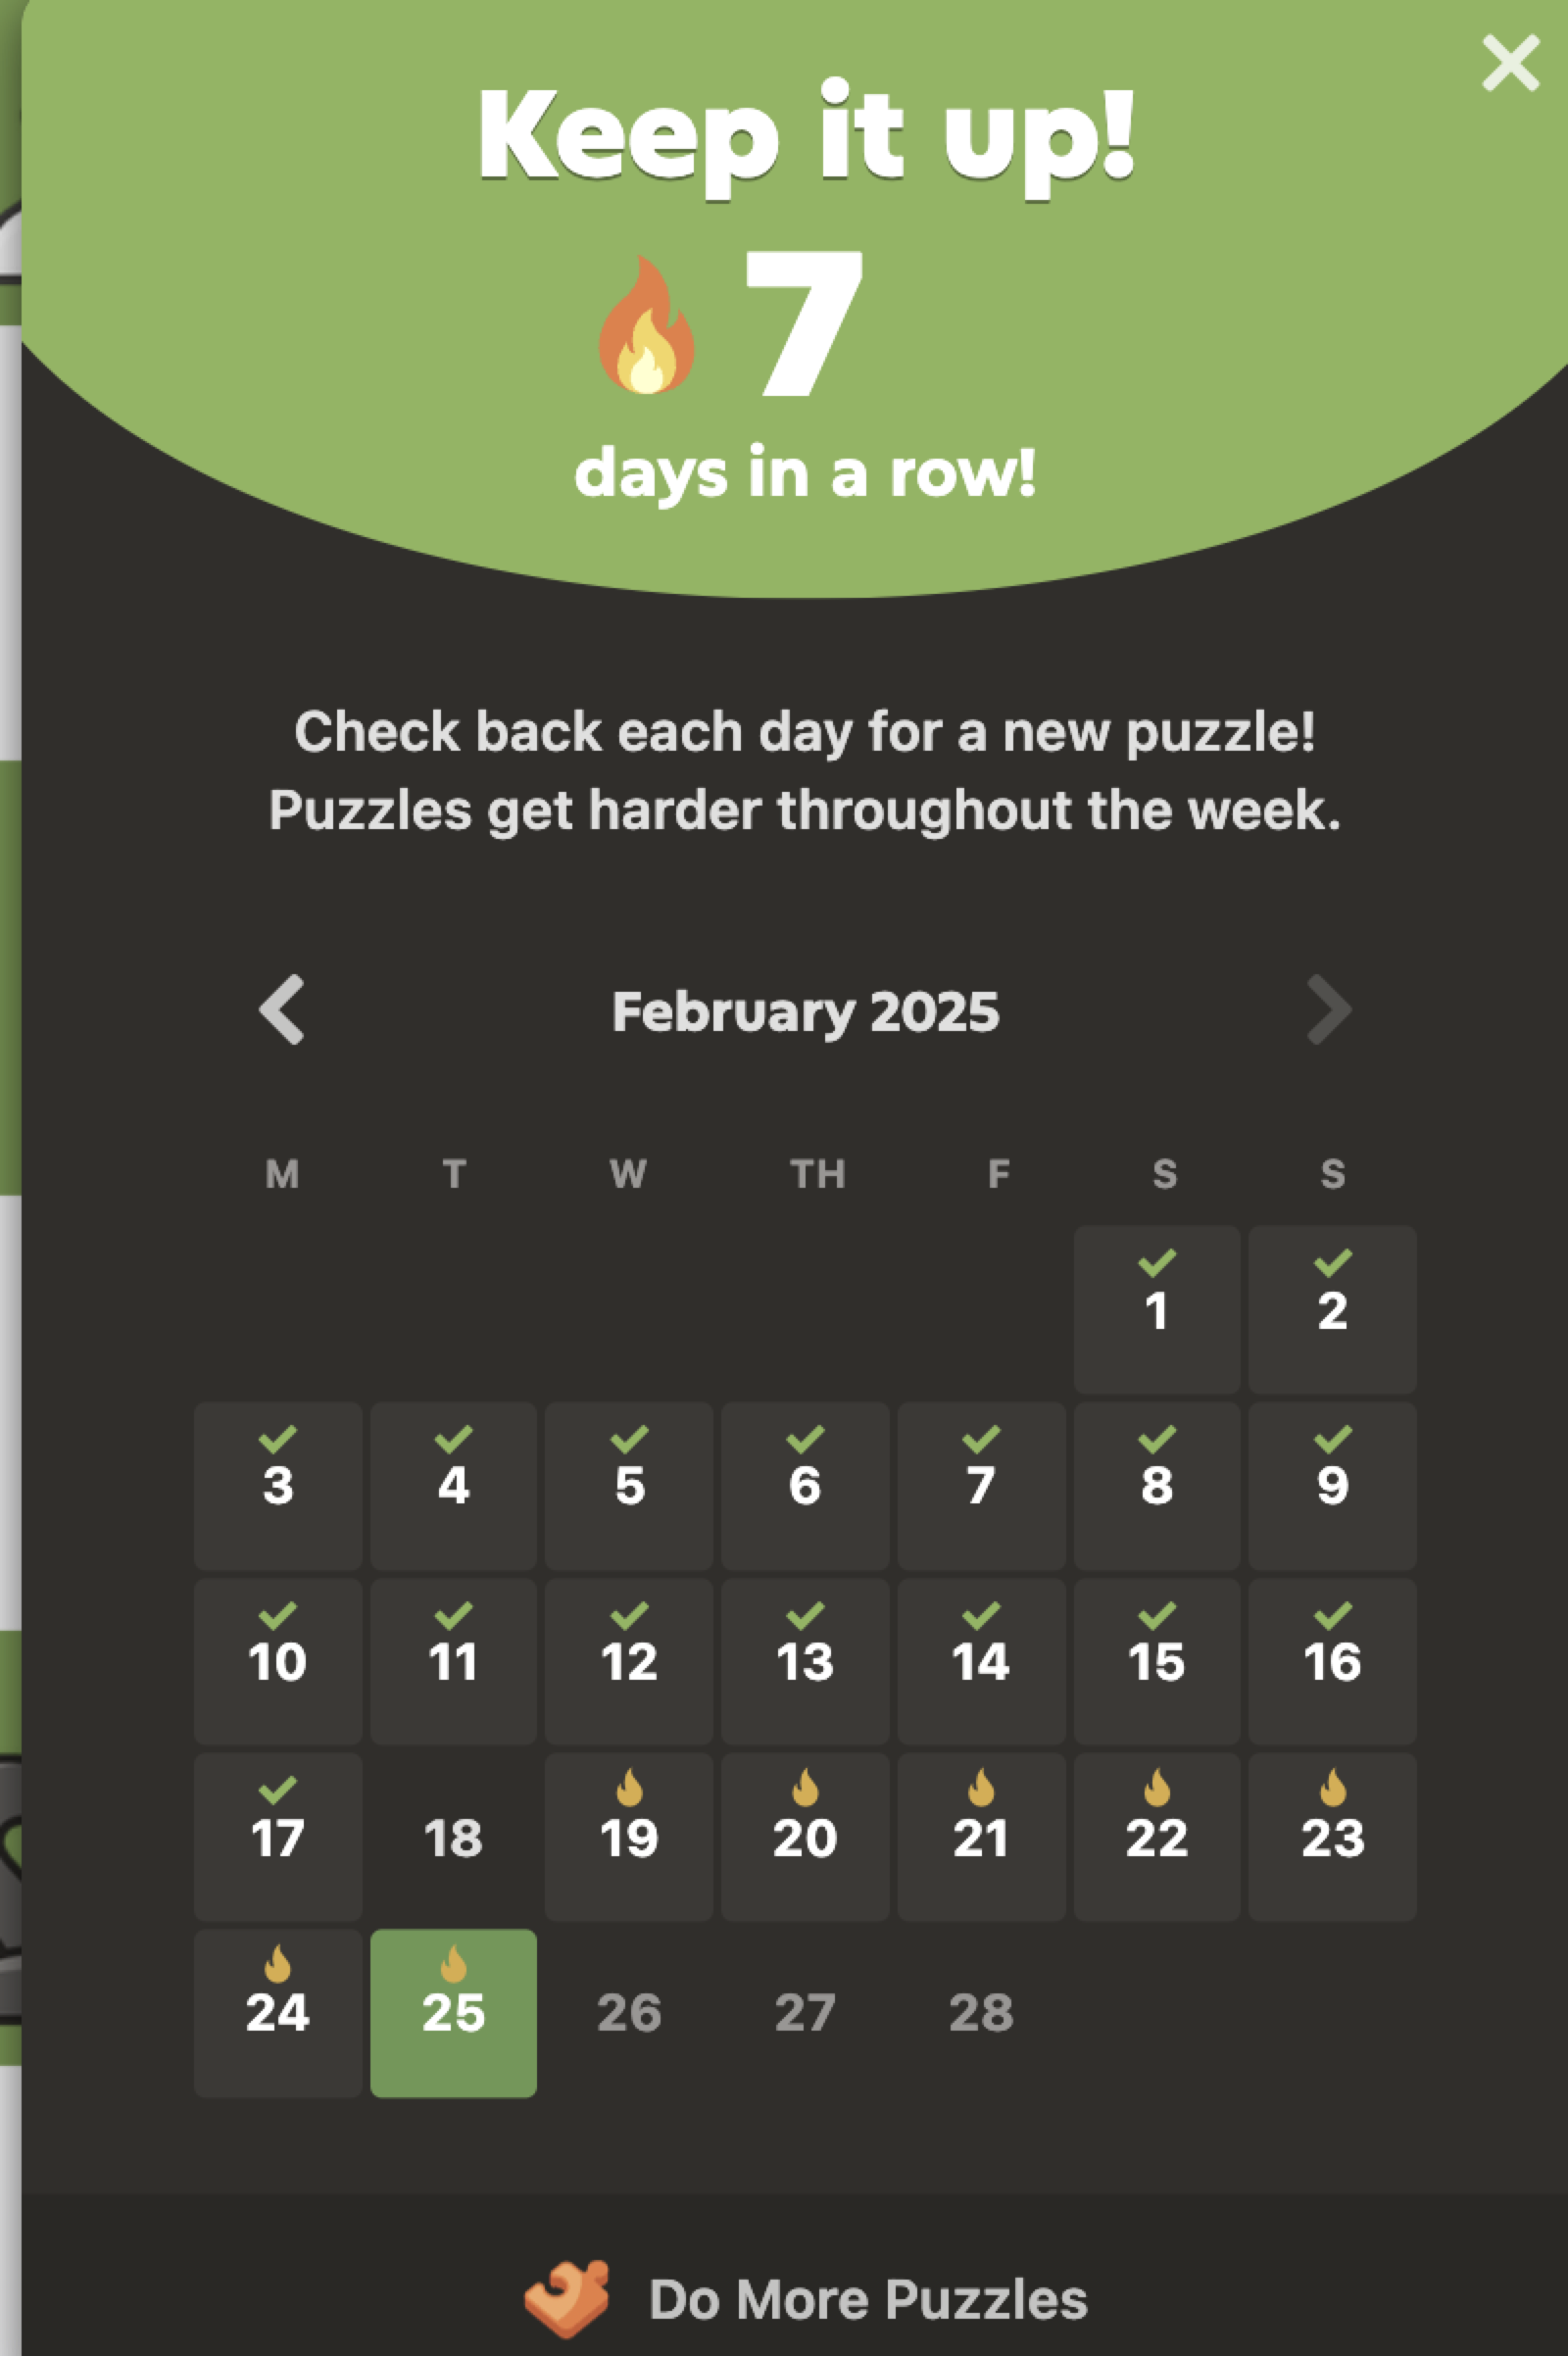 Keep it up!
7
days in a row!
Check back each day for a new puzzle!
Puzzles get harder throughout the week.
February 2025
M T W TH F S S
1 2
3 4 5 6 7 8 9
10 11 12 13 14 15 16
17 18 19 20 21 22 23
24 25 26 27 28
Do More Puzzles